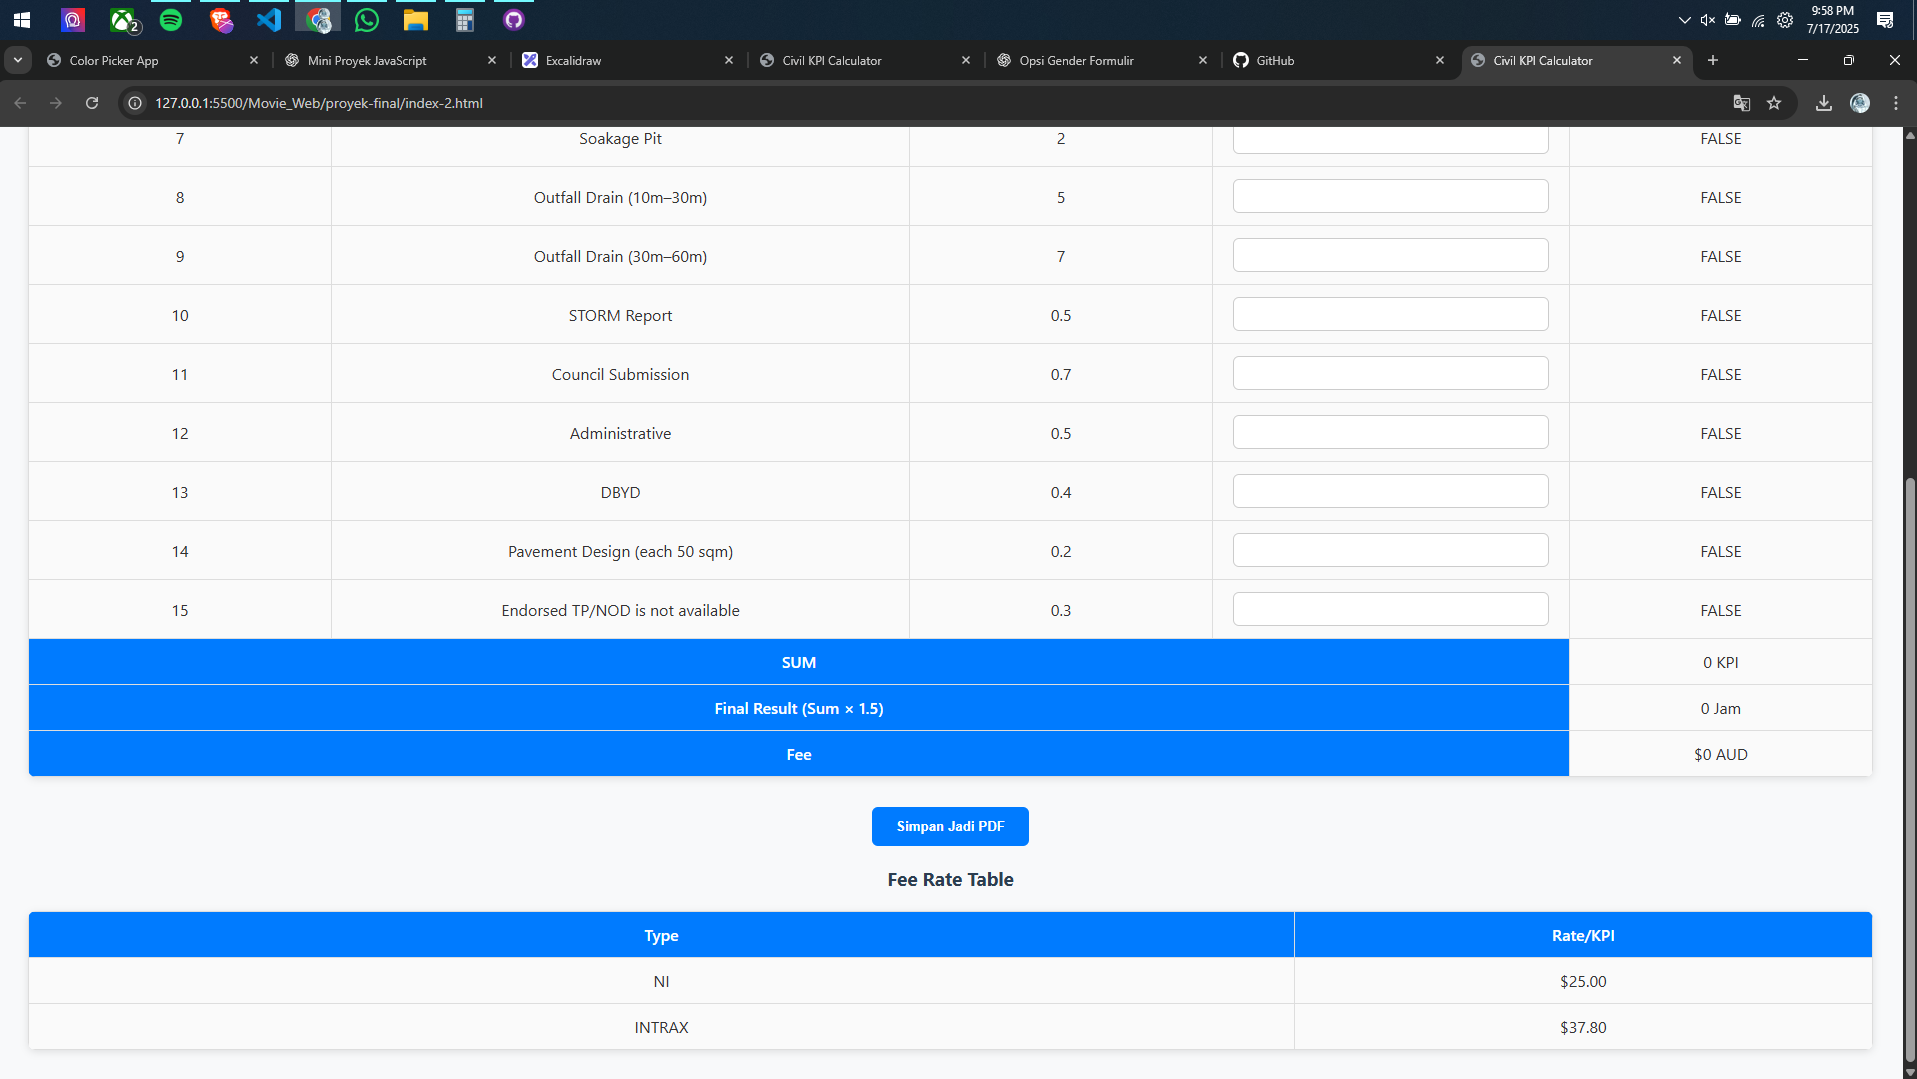 2
9:58 PM
7/17/2025
Color Picker App
Mini Proyek JavaScript
Excalidraw
Civil KPI Calculator
Opsi Gender Formulir
GitHub
Civil KPI Calculator
127.0.0.1:5500/Movie_Web/proyek-final/index-2.html
7 Soakage Pit 2 FALSE
8 Outfall Drain (10m–30m) 5 FALSE
9 Outfall Drain (30m–60m) 7 FALSE
10 STORM Report 0.5 FALSE
11 Council Submission 0.7 FALSE
12 Administrative 0.5 FALSE
13 DBYD 0.4 FALSE
14 Pavement Design (each 50 sqm) 0.2 FALSE
15 Endorsed TP/NOD is not available 0.3 FALSE
SUM 0 KPI
Final Result (Sum × 1.5) 0 Jam
Fee $0 AUD
Simpan Jadi PDF
Fee Rate Table
Type Rate/KPI
NI $25.00
INTRAX $37.80